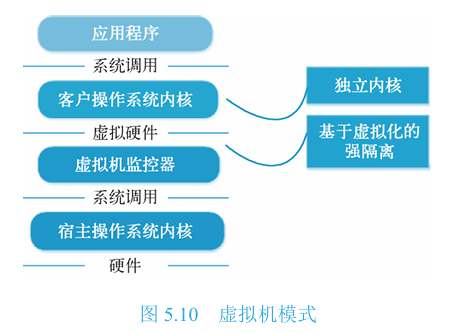 应用程序
系统调用
客户操作系统内核
独立内核
虚拟硬件
基于虚拟化的
强隔离
虚拟机监控器
系统调用
宿主操作系统内核
硬件
图 5.10 虚拟机模式